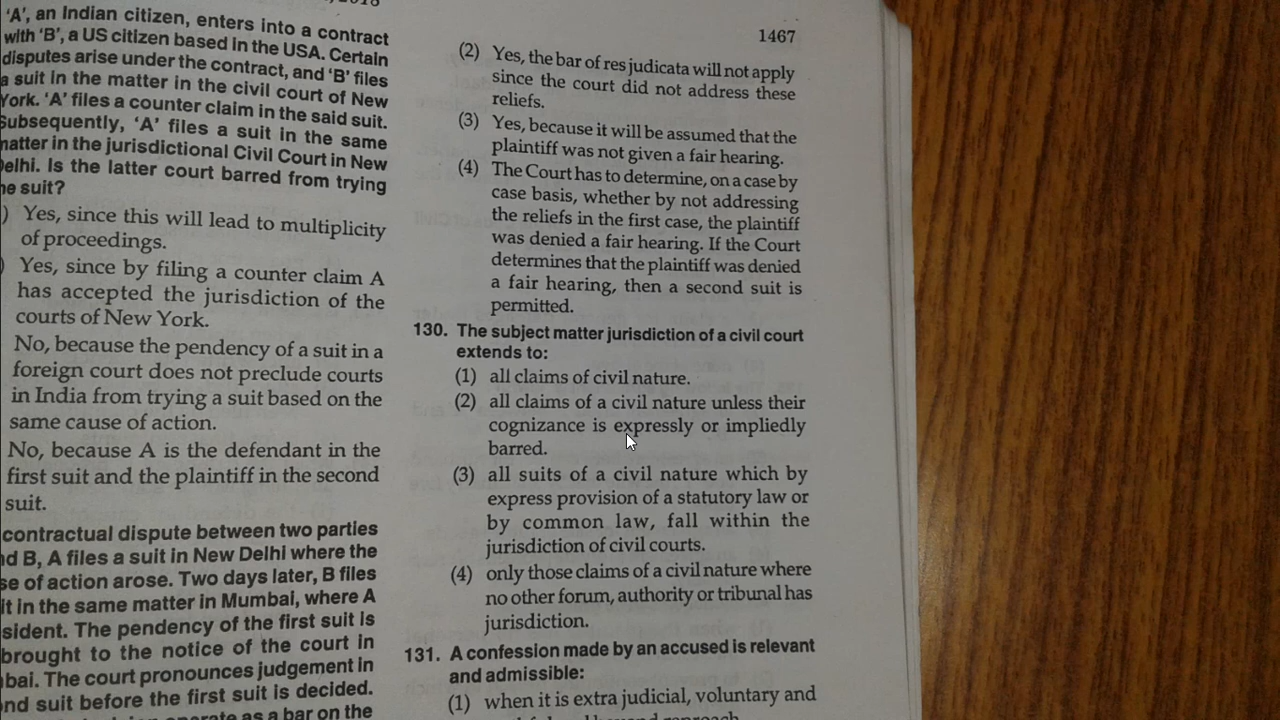 'A', an Indian citizen, enters into a contract
with 'B', a US citizen based in the USA. Certain
disputes arise under the contract, and 'B' files
a suit in the matter in the civil court of New
York. 'A' files a counter claim in the said suit.
Subsequently, 'A' files a suit in the same
matter in the jurisdictional Civil Court in New
Delhi. Is the latter court barred from trying
he suit?
) Yes, since this will lead to multiplicity
of proceedings.
) Yes, since by filing a counter claim A
has accepted the jurisdiction of the
courts of New York.
No, because the pendency of a suit in a
foreign court does not preclude courts
in India from trying a suit based on the
same cause of action.
No, because A is the defendant in the
first suit and the plaintiff in the second
suit.
contractual dispute between two parties
nd B, A files a suit in New Delhi where the
se of action arose. Two days later, B files
it in the same matter in Mumbai, where A
sident. The pendency of the first suit is
brought to the notice of the court in
bai. The court pronounces judgement in
nd suit before the first suit is decided.
operate as a bar on the
1467
(2) Yes, the bar of res judicata will not apply
since the court did not address these
reliefs.
(3) Yes, because it will be assumed that the
plaintiff was not given a fair hearing.
(4) The Court has to determine, on a case by
case basis, whether by not addressing
the reliefs in the first case, the plaintiff
was denied a fair hearing. If the Court
determines that the plaintiff was denied
a fair hearing, then a second suit is
permitted.
130. The subject matter jurisdiction of a civil court
extends to:
(1) all claims of civil nature.
(2) all claims of a civil nature unless their
cognizance is expressly or impliedly
barred.
(3) all suits of a civil nature which by
express provision of a statutory law or
by common law, fall within the
jurisdiction of civil courts.
(4) only those claims of a civil nature where
no other forum, authority or tribunal has
jurisdiction.
131. A confession made by an accused is relevant
and admissible:
(1) when it is extra judicial, voluntary and